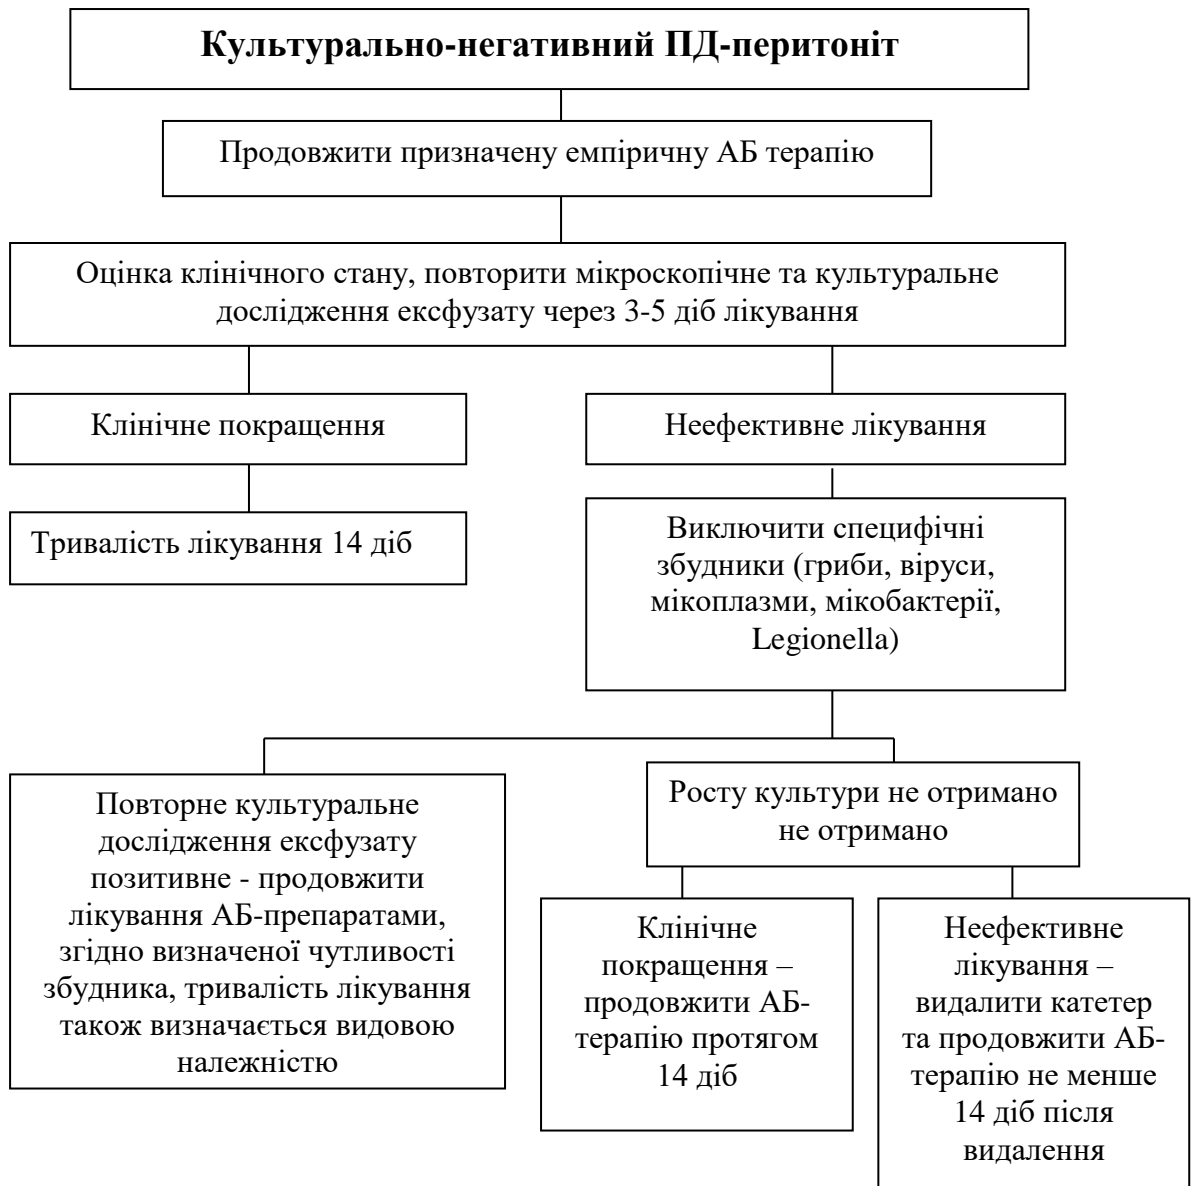 Культурально-негативний ПД-перитоніт
Продовжити призначену емпіричну АБ терапію
Оцінка клінічного стану, повторити мікроскопічне та культуральне
дослідження ексфузату через 3-5 діб лікування
Клінічне покращення
Неефективне лікування
Тривалість лікування 14 діб
Виключити специфічні
збудники (гриби, віруси,
мікоплазми, мікобактерії,
Legionella)
Повторне культуральне
дослідження ексфузату
позитивне - продовжити
лікування АБ-препаратами,
згідно визначеної чутливості
збудника, тривалість лікування
також визначається видовою
належністю
Росту культури не отримано
не отримано
Клінічне
покращення –
продовжити АБ-
терапію протягом
14 діб
Неефективне
лікування –
видалити катетер
та продовжити АБ-
терапію не менше
14 діб після
видалення